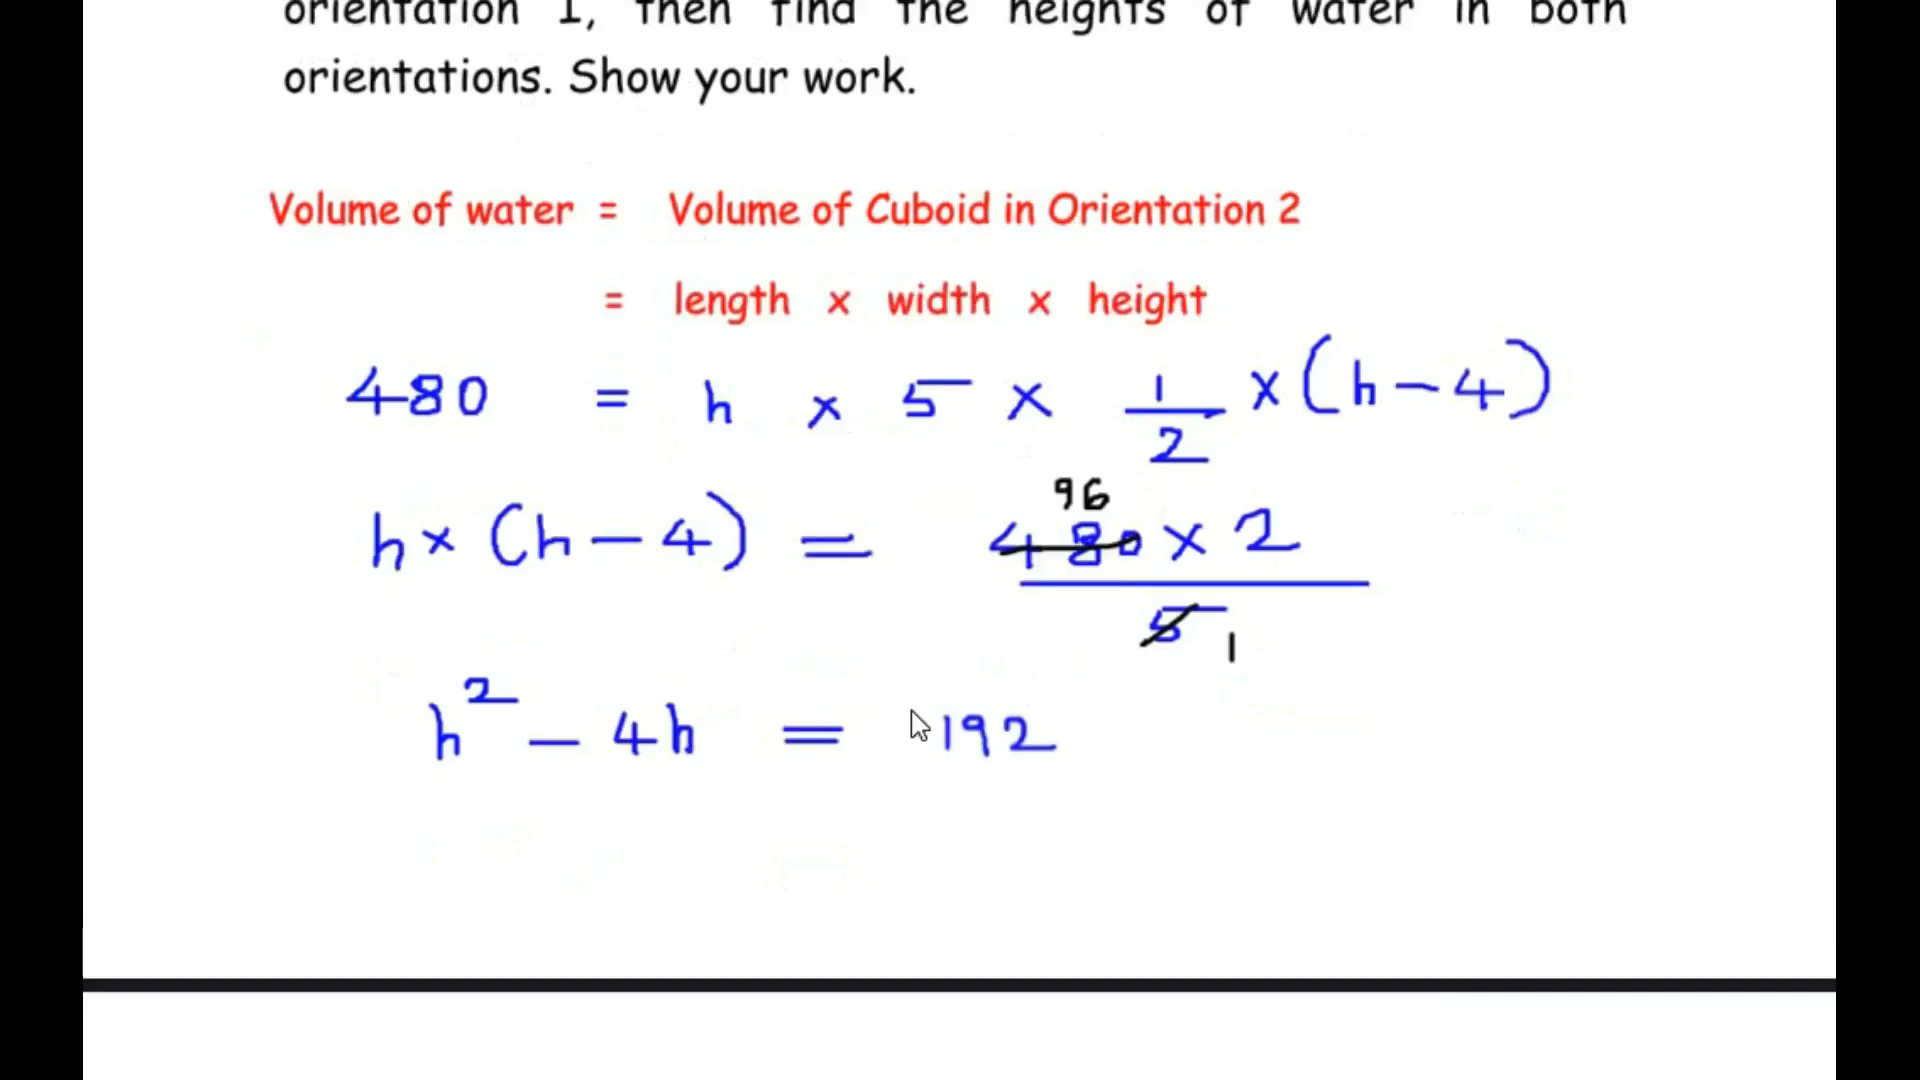 orientation 1, then find the heights of water in both
orientations. Show your work.
Volume of water = Volume of Cuboid in Orientation 2
= length x width x height
480 = h × 5 × 1/2 × (h - 4)
96
h × (h - 4) = 480 × 2
5 1
h² - 4h = 192